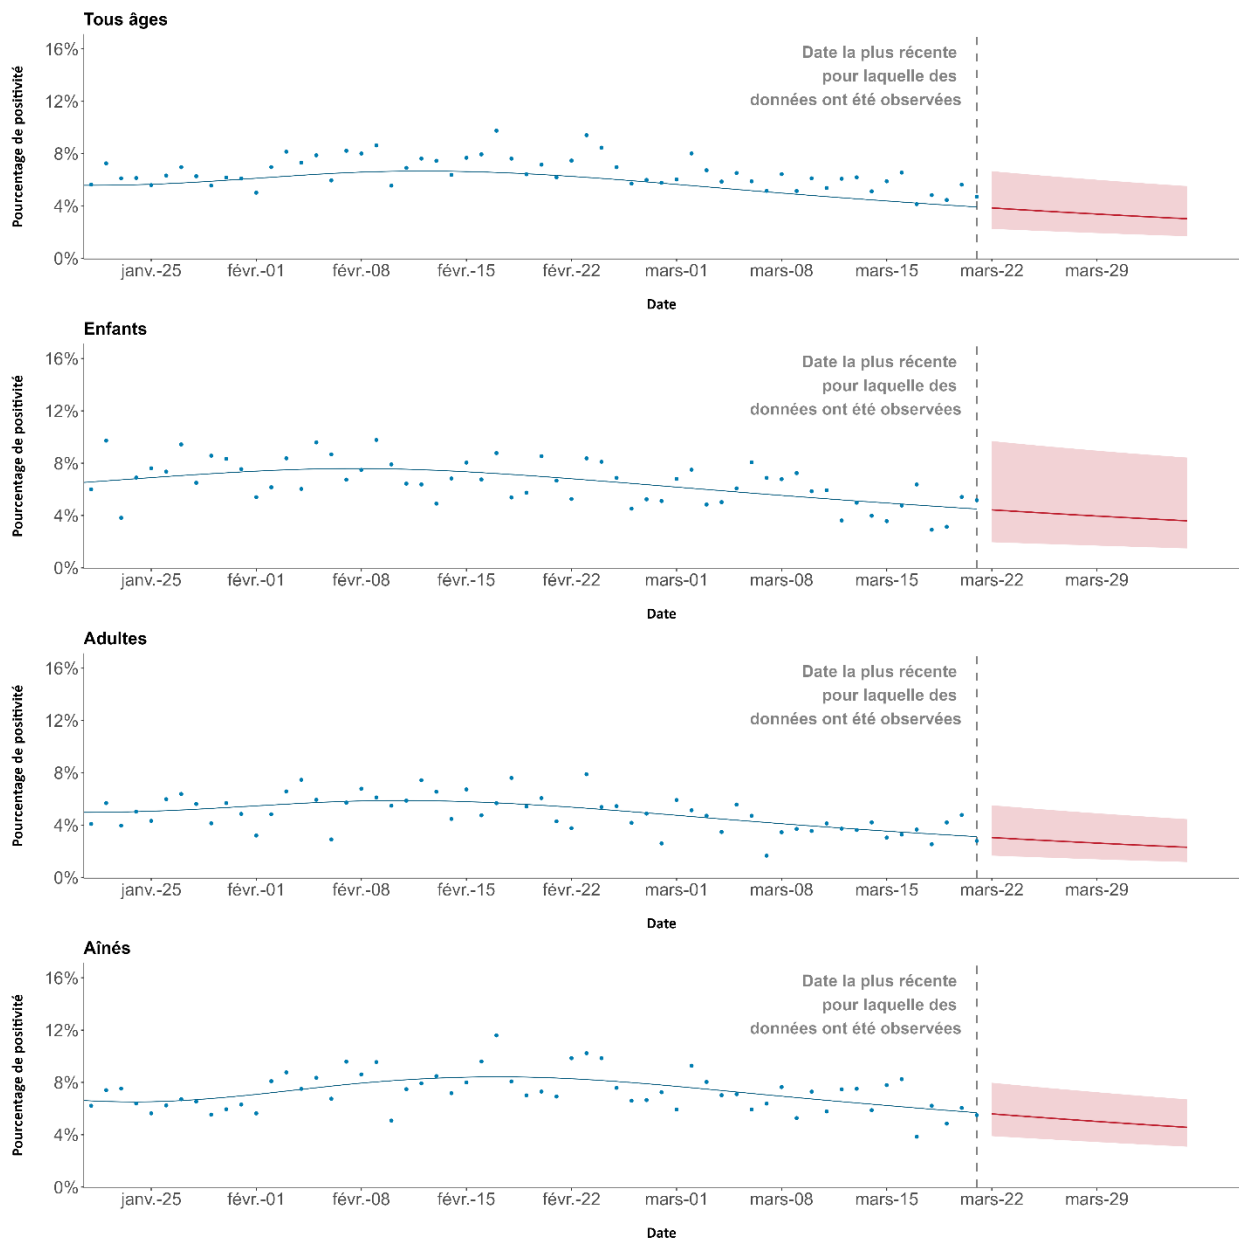 Tous âges
16%
Date la plus récente
pour laquelle des
12%
données ont été observées
Pourcentage de positivité
8%
4%
0%
janv.-25 févr.-01 févr.-08 févr.-15 févr.-22 mars-01 mars-08 mars-15 mars-22 mars-29
Date
Enfants
16%
Date la plus récente
pour laquelle des
12%
données ont été observées
Pourcentage de positivité
8%
4%
0%
janv.-25 févr.-01 févr.-08 févr.-15 févr.-22 mars-01 mars-08 mars-15 mars-22 mars-29
Date
Adultes
16%
Date la plus récente
pour laquelle des
12%
données ont été observées
Pourcentage de positivité
8%
4%
0%
janv.-25 févr.-01 févr.-08 févr.-15 févr.-22 mars-01 mars-08 mars-15 mars-22 mars-29
Date
Aînés
16%
Date la plus récente
pour laquelle des
12%
données ont été observées
Pourcentage de positivité
8%
4%
0%
janv.-25 févr.-01 févr.-08 févr.-15 févr.-22 mars-01 mars-08 mars-15 mars-22 mars-29
Date